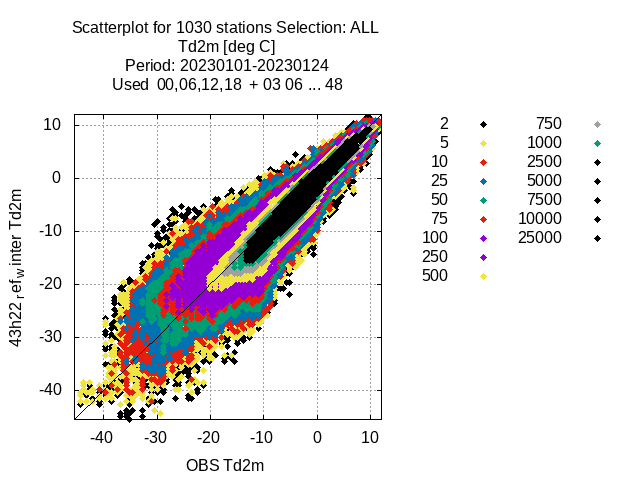 Scatterplot for 1030 stations Selection: ALL
Td2m [deg C]
Period: 20230101-20230124
Used 00,06,12,18 + 03 06 ... 48
43h22ref_winter Td2m
10
0
-10
-20
-30
-40
-40 -30 -20 -10 0 10
OBS Td2m
2 750
5 1000
10 2500
25 5000
50 7500
75 10000
100 25000
250
500